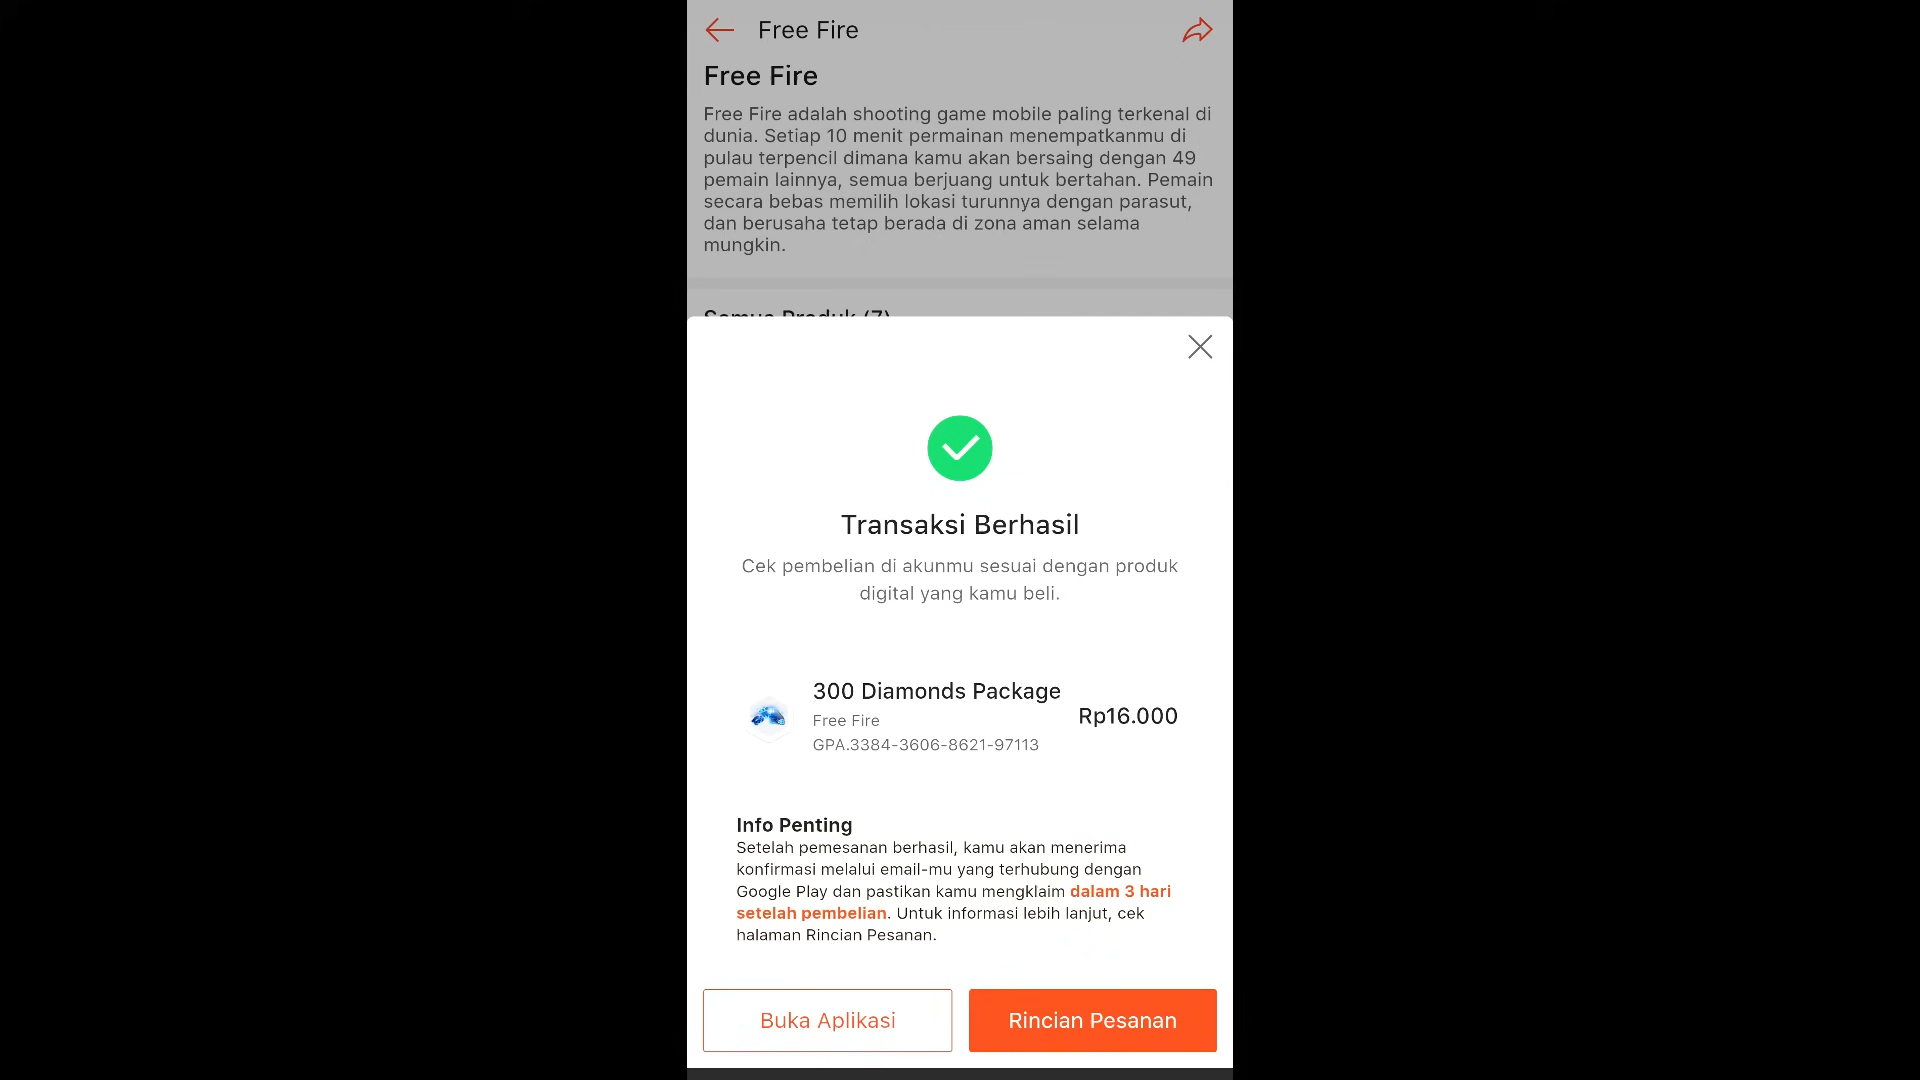 Free Fire
Free Fire
Free Fire adalah shooting game mobile paling terkenal di
dunia. Setiap 10 menit permainan menempatkanmu di
pulau terpencil dimana kamu akan bersaing dengan 49
pemain lainnya, semua berjuang untuk bertahan. Pemain
secara bebas memilih lokasi turunnya dengan parasut,
dan berusaha tetap berada di zona aman selama
mungkin.
Semua Produk (7)
Transaksi Berhasil
Cek pembelian di akunmu sesuai dengan produk
digital yang kamu beli.
300 Diamonds Package
Free Fire
GPA.3384-3606-8621-97113
Rp16.000
Info Penting
Setelah pemesanan berhasil, kamu akan menerima
konfirmasi melalui email-mu yang terhubung dengan
Google Play dan pastikan kamu mengklaim dalam 3 hari
setelah pembelian. Untuk informasi lebih lanjut, cek
halaman Rincian Pesanan.
Buka Aplikasi
Rincian Pesanan